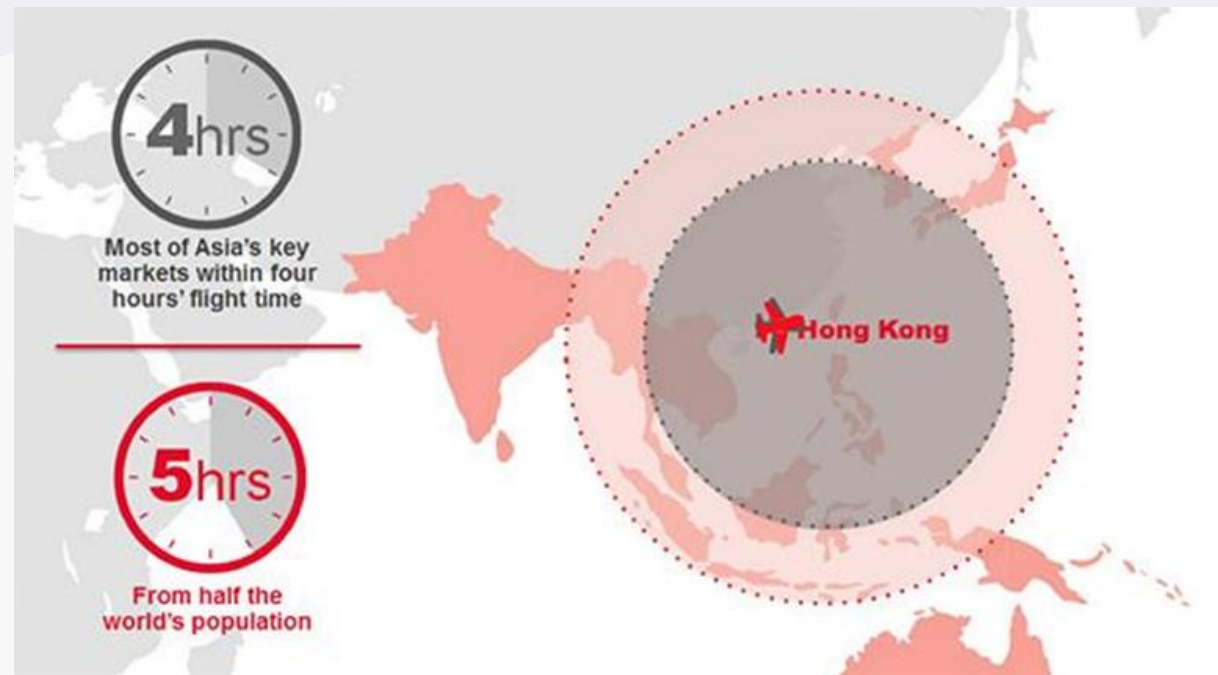 4hrs
Most of Asia's key
markets within four
hours' flight time
Hong Kong
5hrs
From half the
world's population